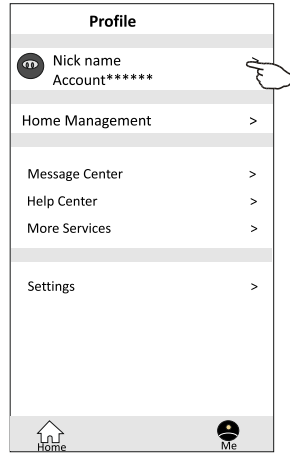 Profile
Nick name
Account******
Home Management >
Message Center >
Help Center >
More Services >
Settings >
Home Me